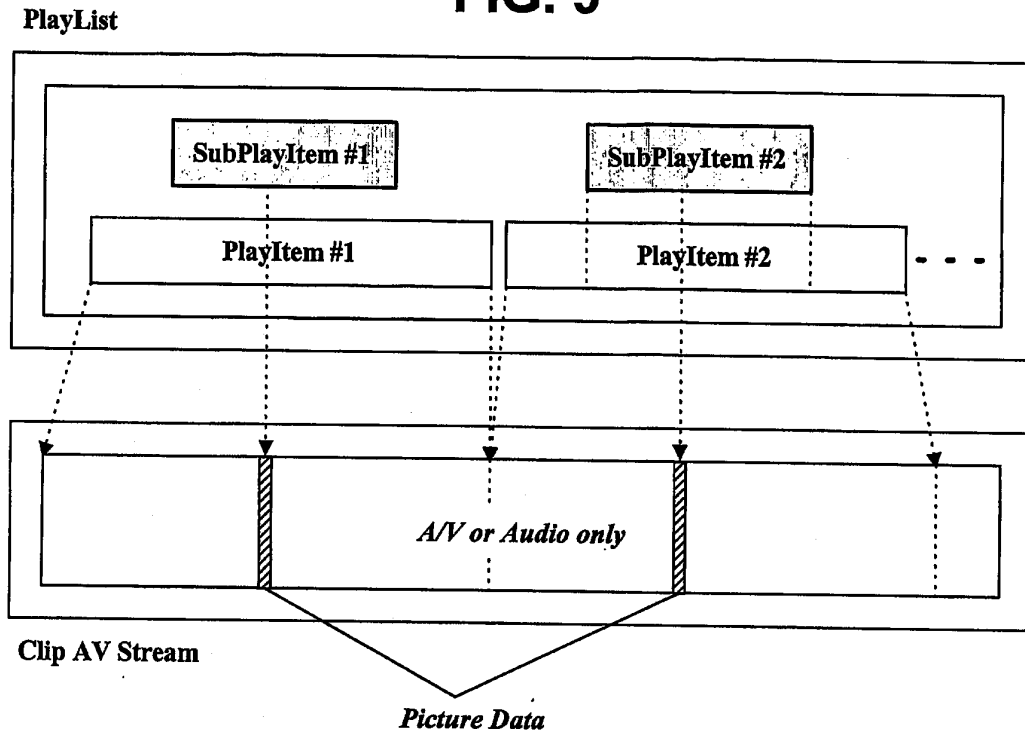 PlayList
SubPlayItem #1
SubPlayItem #2
PlayItem #1
PlayItem #2
A/V or Audio only
Clip AV Stream
Picture Data